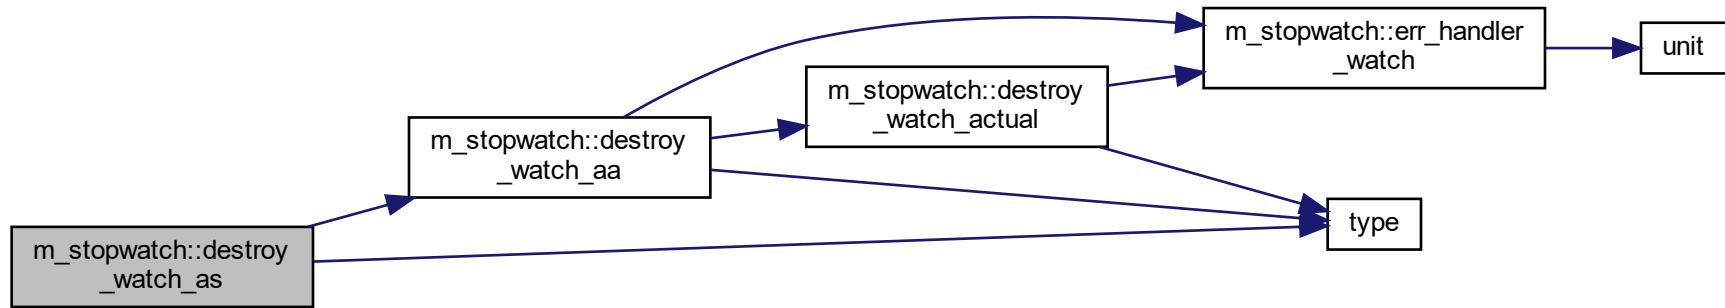 m_stopwatch::destroy
_watch_as
m_stopwatch::destroy
_watch_aa
m_stopwatch::destroy
_watch_actual
m_stopwatch::err_handler
_watch
unit
type